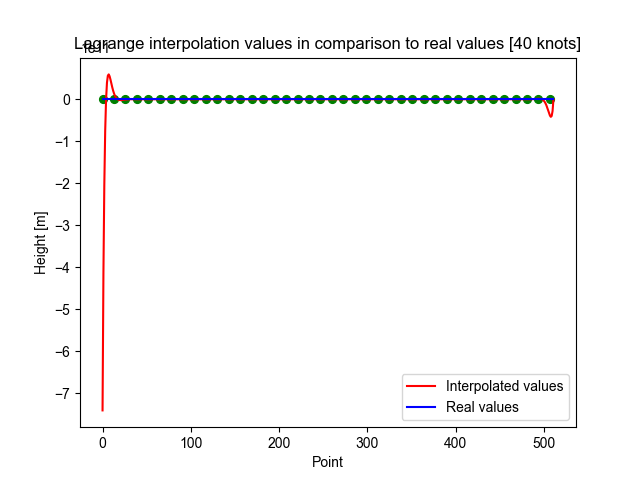 Lagrange interpolation values in comparison to real values [40 knots]
1e11
0
−1
−2
−3
−4
−5
−6
−7
Height [m]
0 100 200 300 400 500
Point
Interpolated values
Real values